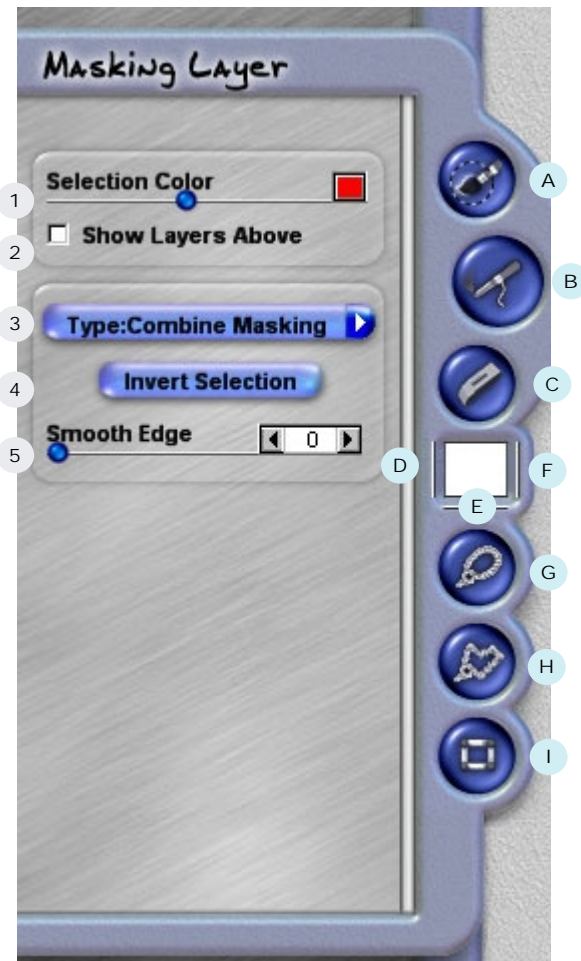 Masking Layer
A
1
Selection Color
2
Show Layers Above
B
3
Type:Combine Masking
4
Invert Selection
C
5
Smooth Edge
0
D
F
E
G
H
I